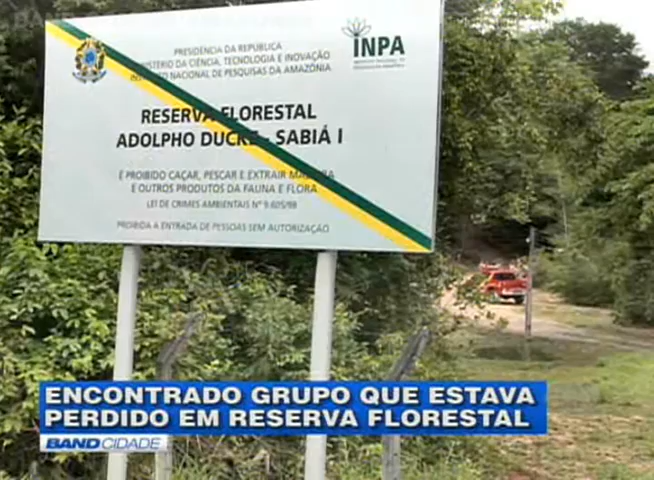 PRESIDÊNCIA DA REPÚBLICA
MINISTÉRIO DA CIÊNCIA, TECNOLOGIA E INOVAÇÃO
INSTITUTO NACIONAL DE PESQUISAS DA AMAZÔNIA
INPA
RESERVA FLORESTAL
ADOLPHO DUCKE - SABIÁ I
É PROIBIDO CAÇAR, PESCAR E EXTRAIR MADEIRA
E OUTROS PRODUTOS DA FAUNA E FLORA
LEI DE CRIMES AMBIENTAIS Nº 9.605/98
PROIBIDA A ENTRADA DE PESSOAS SEM AUTORIZAÇÃO
ENCONTRADO GRUPO QUE ESTAVA
PERDIDO EM RESERVA FLORESTAL
BAND CIDADE